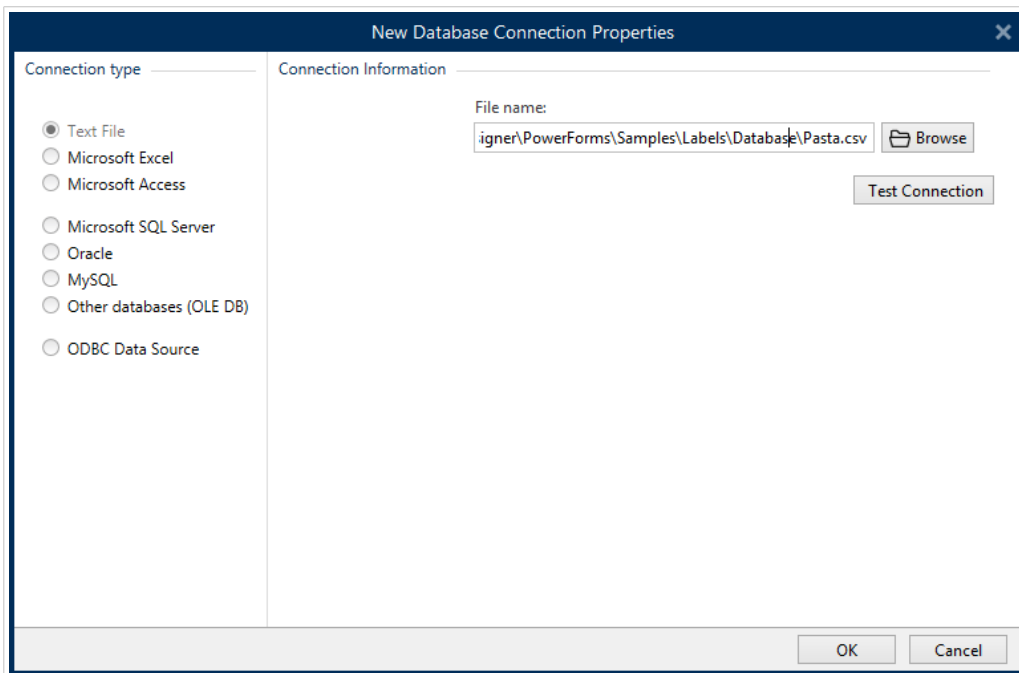 New Database Connection Properties
Connection type
Connection Information
File name:
Text File
igner\PowerForms\Samples\Labels\Database\Pasta.csv
Browse
Microsoft Excel
Microsoft Access
Test Connection
Microsoft SQL Server
Oracle
MySQL
Other databases (OLE DB)
ODBC Data Source
OK
Cancel